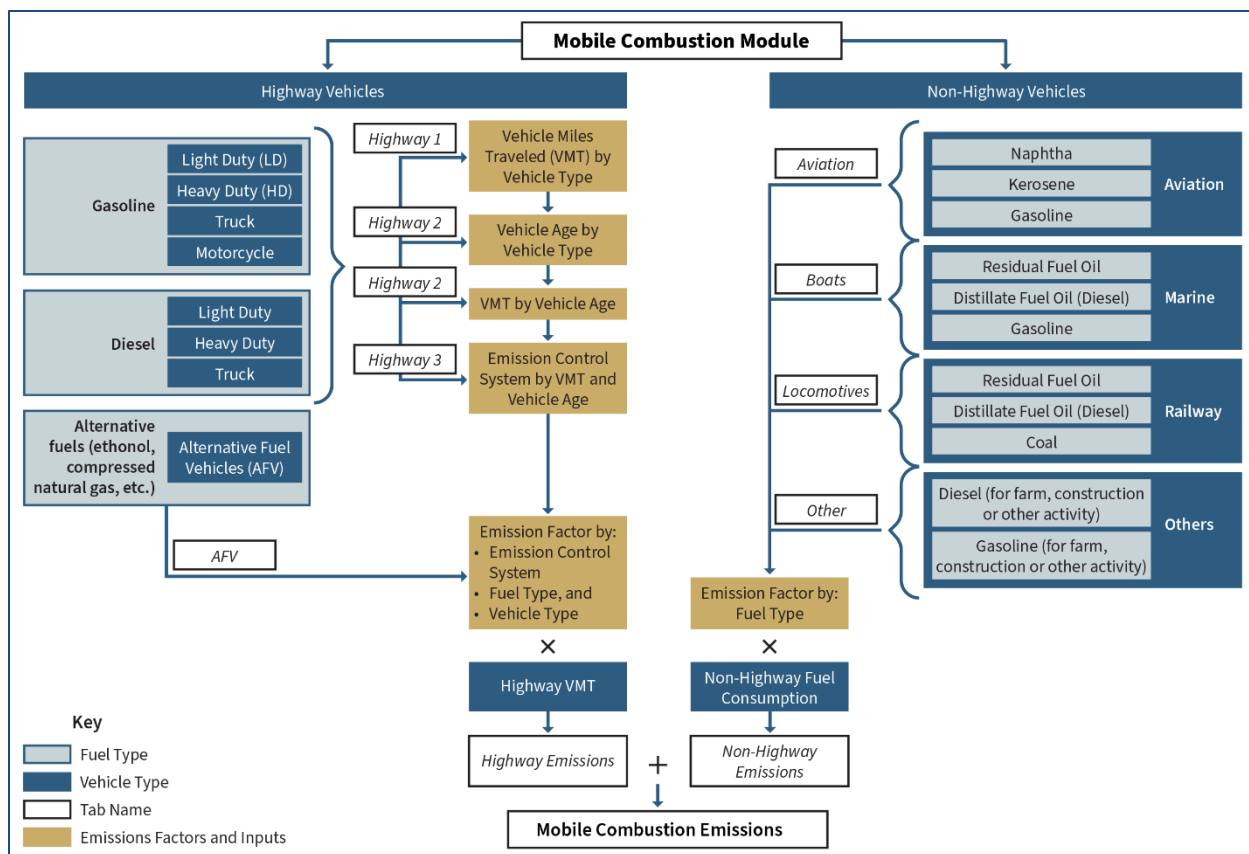 Mobile Combustion Module
Highway Vehicles
Gasoline
Light Duty (LD)
Heavy Duty (HD)
Truck
Motorcycle
Diesel
Light Duty
Heavy Duty
Truck
Alternative
fuels (ethonol,
compressed
natural gas, etc.)
Alternative Fuel
Vehicles (AFV)
AFV
Highway 1
Highway 2
Highway 2
Highway 3
Vehicle Miles
Traveled (VMT) by
Vehicle Type
Vehicle Age by
Vehicle Type
VMT by Vehicle Age
Emission Control
System by VMT and
Vehicle Age
Emission Factor by:
• Emission Control
System
• Fuel Type, and
• Vehicle Type
×
Highway VMT
Highway Emissions
Non-Highway Vehicles
Aviation
Naphtha
Kerosene
Gasoline
Aviation
Boats
Residual Fuel Oil
Distillate Fuel Oil (Diesel)
Gasoline
Marine
Locomotives
Residual Fuel Oil
Distillate Fuel Oil (Diesel)
Coal
Railway
Other
Diesel (for farm, construction
or other activity)
Gasoline (for farm,
construction or other activity)
Others
Emission Factor by:
Fuel Type
×
Non-Highway Fuel
Consumption
Non-Highway
Emissions
+
Mobile Combustion Emissions
Key
Fuel Type
Vehicle Type
Tab Name
Emissions Factors and Inputs